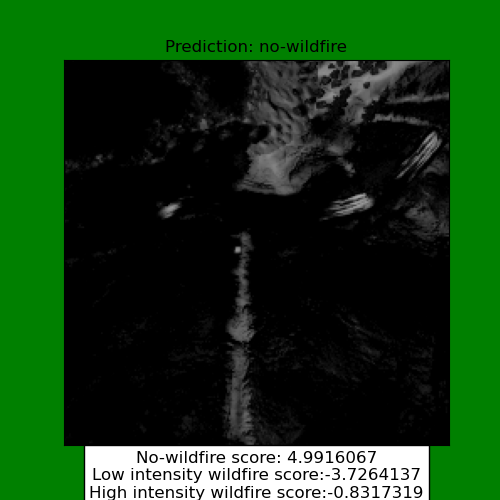 Prediction: no-wildfire
No-wildfire score: 4.9916067
Low intensity wildfire score:-3.7264137
High intensity wildfire score:-0.8317319